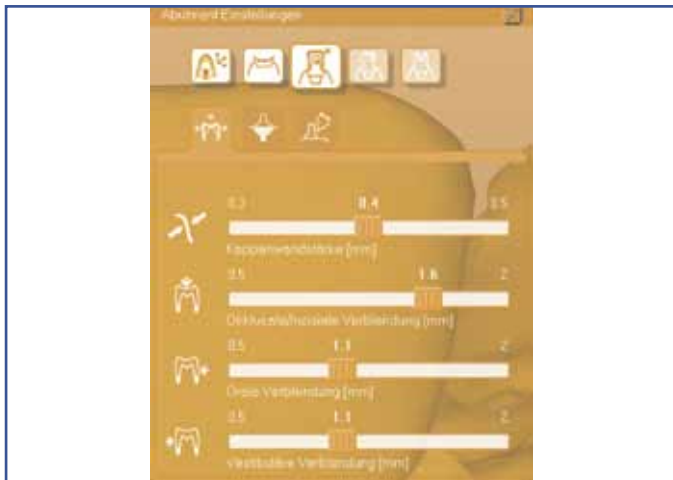 Abutment Einstellungen
0.3 0.4 0.5
Kappenwandstärke [mm]
0.5 1.6 2
Okklusale/Inzisale Verblendung [mm]
0.5 1.1 2
Orale Verblendung [mm]
0.5 1.1 2
Vestibuläre Verblendung [mm]